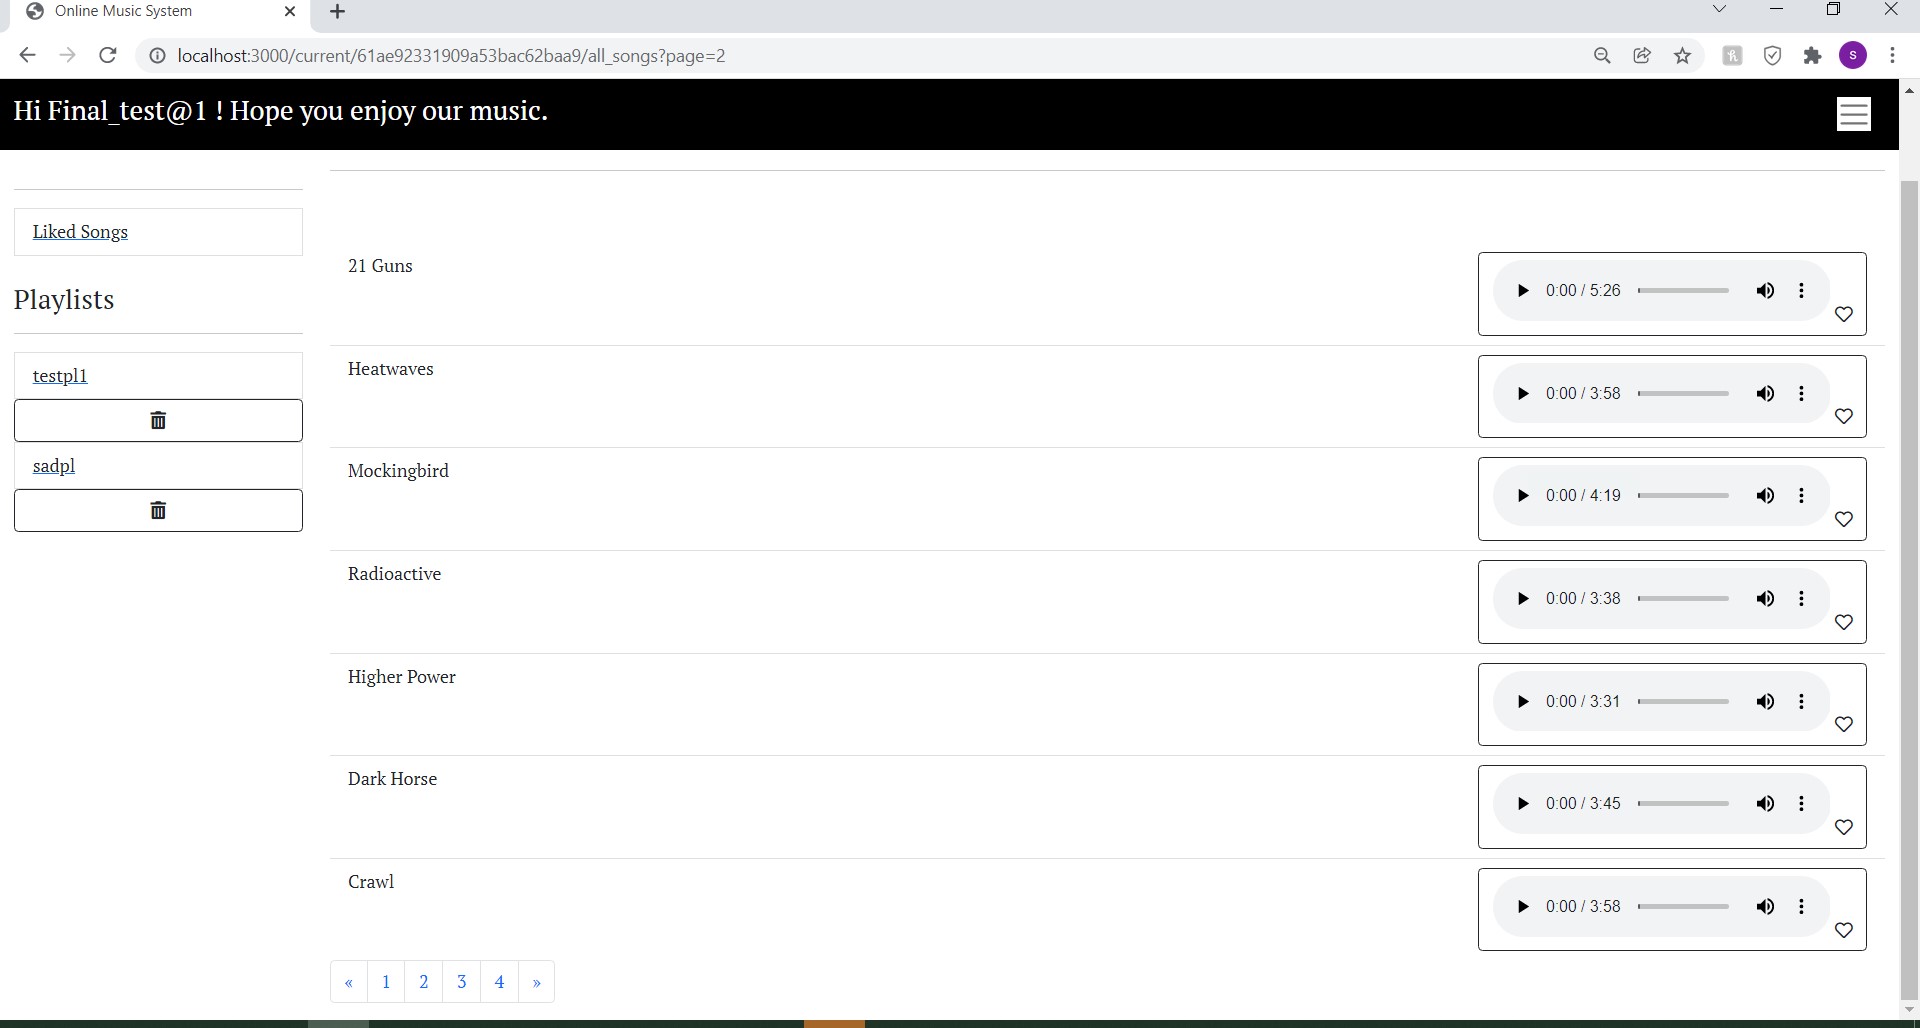 Online Music System
localhost:3000/current/61ae92331909a53bac62baa9/all_songs?page=2
S
Hi Final_test@1 ! Hope you enjoy our music.
Liked Songs
Playlists
testpl1
sadpl
21 Guns
0:00 / 5:26
Heatwaves
0:00 / 3:58
Mockingbird
0:00 / 4:19
Radioactive
0:00 / 3:38
Higher Power
0:00 / 3:31
Dark Horse
0:00 / 3:45
Crawl
0:00 / 3:58
« 1 2 3 4 »